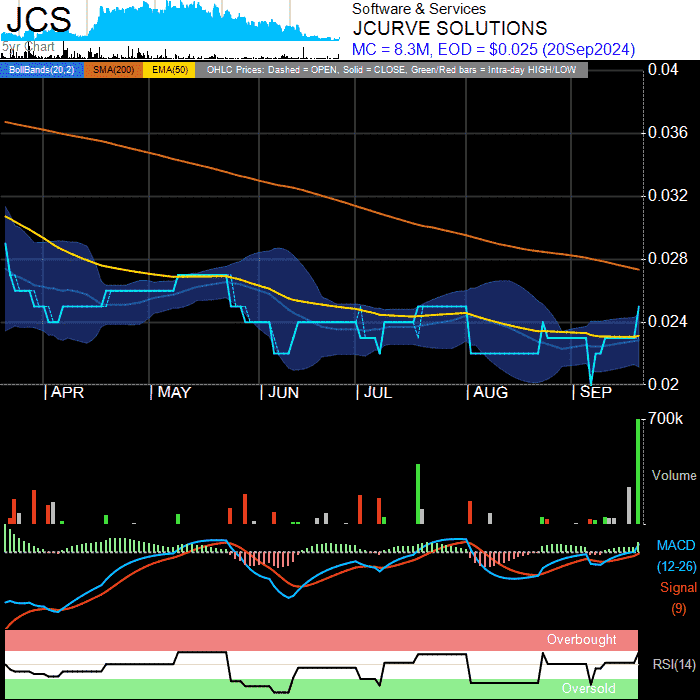 JCS
Software & Services
JCURVE SOLUTIONS
5yr Chart
MC = 8.3M, EOD = $0.025 (20Sep2024)
BollBands(20,2) SMA(200) EMA(50) OHLC Prices: Dashed = OPEN, Solid = CLOSE, Green/Red bars = Intra-day HIGH/LOW
0.04
0.036
0.032
0.028
0.024
0.02
APR MAY JUN JUL AUG SEP
700k
Volume
MACD
(12-26)
Signal
(9)
Overbought
RSI(14)
Oversold